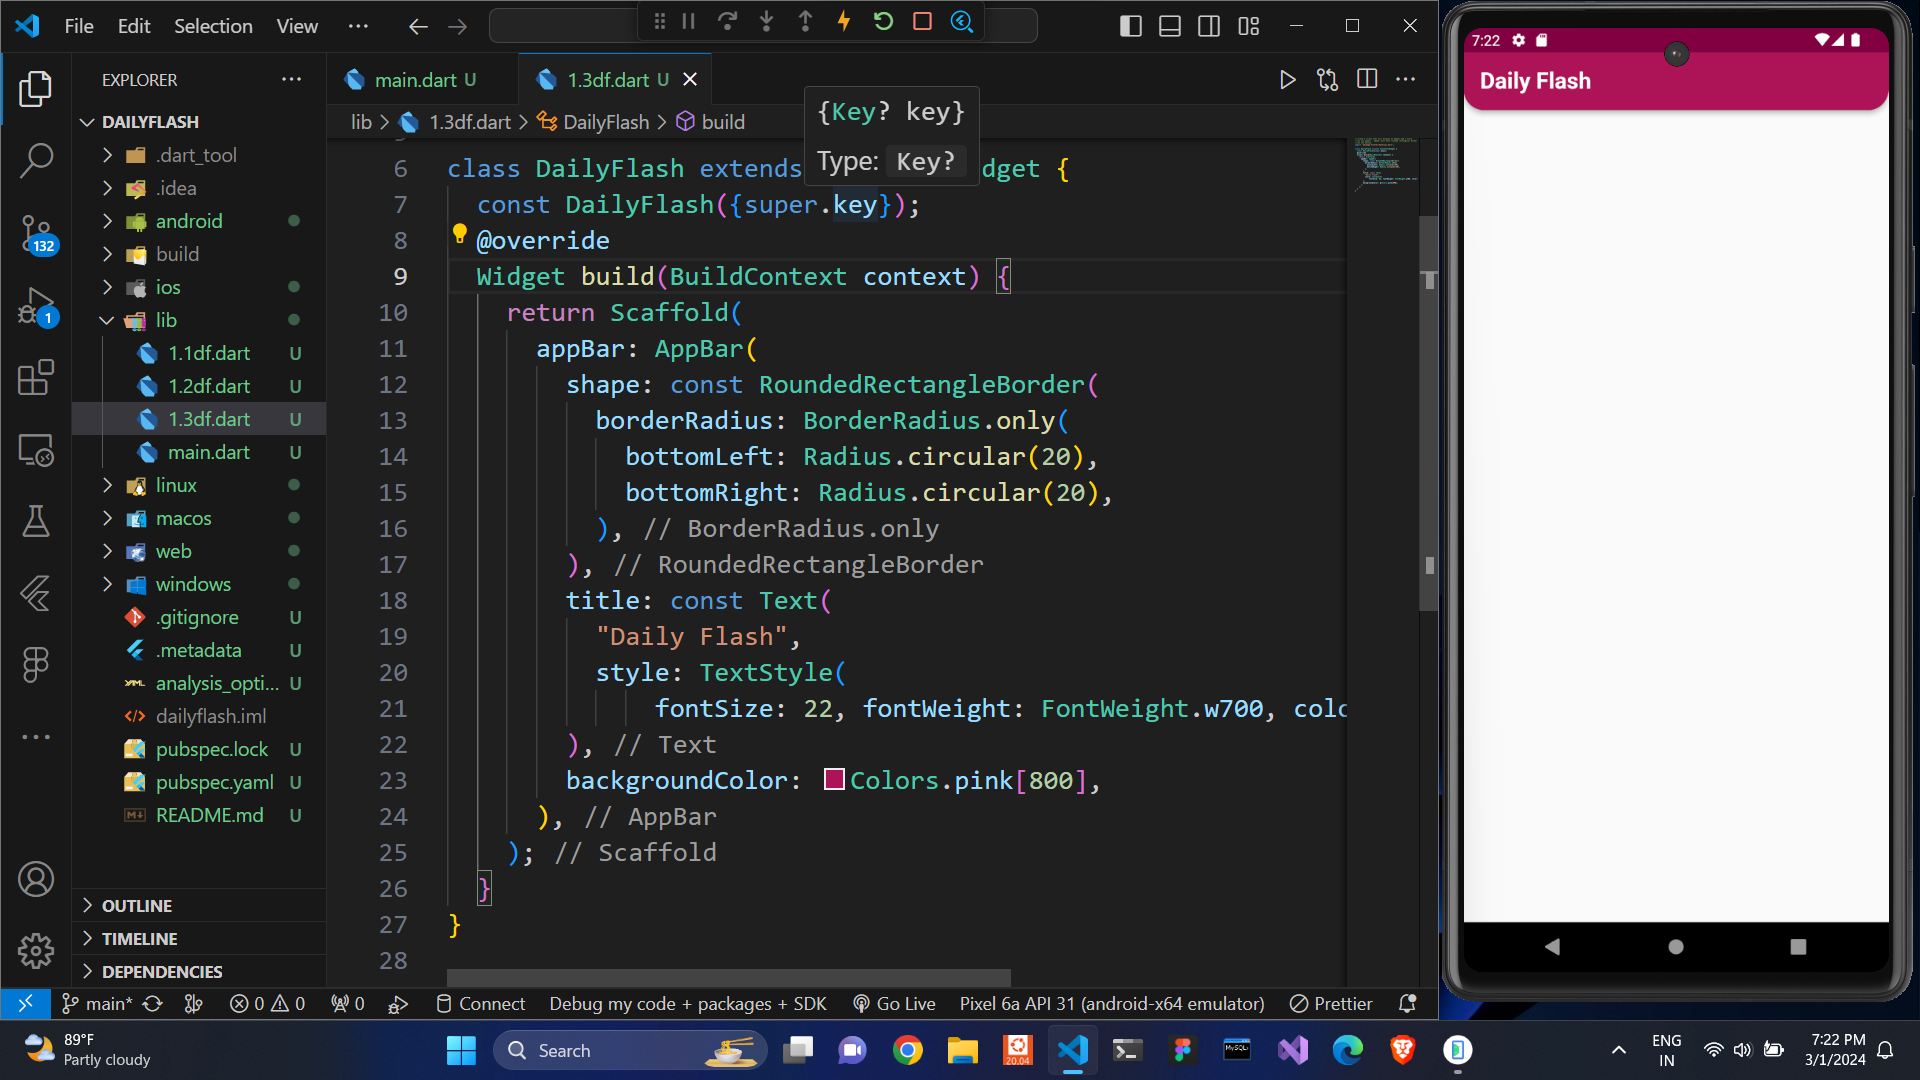 File Edit Selection View
EXPLORER
main.dart U
1.3df.dart U
DAILYFLASH
lib > 1.3df.dart > DailyFlash > build
{Key? key}
Type: Key?
.dart_tool
.idea
android
build
ios
lib
1.1df.dart U
1.2df.dart U
1.3df.dart U
main.dart U
linux
macos
web
windows
.gitignore U
.metadata U
analysis_opti... U
dailyflash.iml
pubspec.lock U
pubspec.yaml U
README.md U
OUTLINE
TIMELINE
DEPENDENCIES
132
1
6 class DailyFlash extends dget {
7 const DailyFlash({super.key});
8 @override
9 Widget build(BuildContext context) {
10 return Scaffold(
11 appBar: AppBar(
12 shape: const RoundedRectangleBorder(
13 borderRadius: BorderRadius.only(
14 bottomLeft: Radius.circular(20),
15 bottomRight: Radius.circular(20),
16 ), // BorderRadius.only
17 ), // RoundedRectangleBorder
18 title: const Text(
19 "Daily Flash",
20 style: TextStyle(
21 fontSize: 22, fontWeight: FontWeight.w700, colo
22 ), // Text
23 backgroundColor: Colors.pink[800],
24 ), // AppBar
25 ); // Scaffold
26 }
27 }
28
main* 0 0 0 Connect Debug my code + packages + SDK Go Live Pixel 6a API 31 (android-x64 emulator) Prettier
7:22
Daily Flash
89°F
Partly cloudy
Search
20.04
MySQL
ENG
IN
7:22 PM
3/1/2024